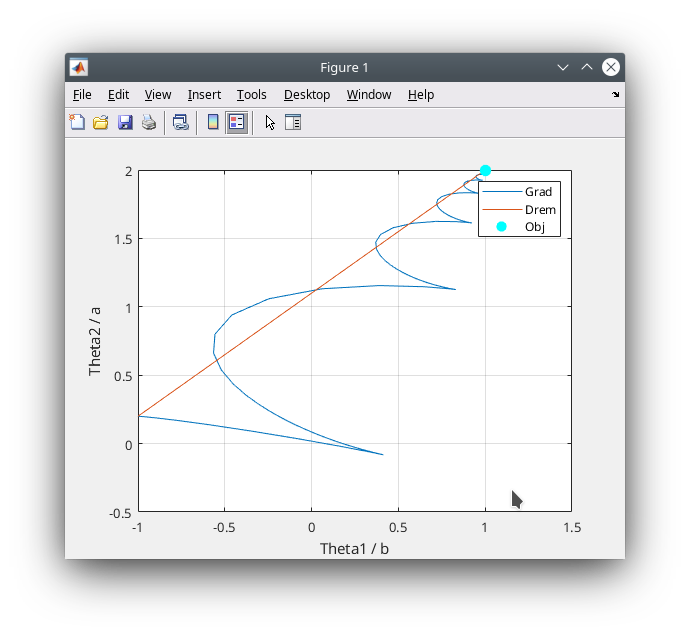 Figure 1
File Edit View Insert Tools Desktop Window Help
2
1.5
1
0.5
0
-0.5
Theta2 / a
Grad
Drem
Obj
-1 -0.5 0 0.5 1 1.5
Theta1 / b